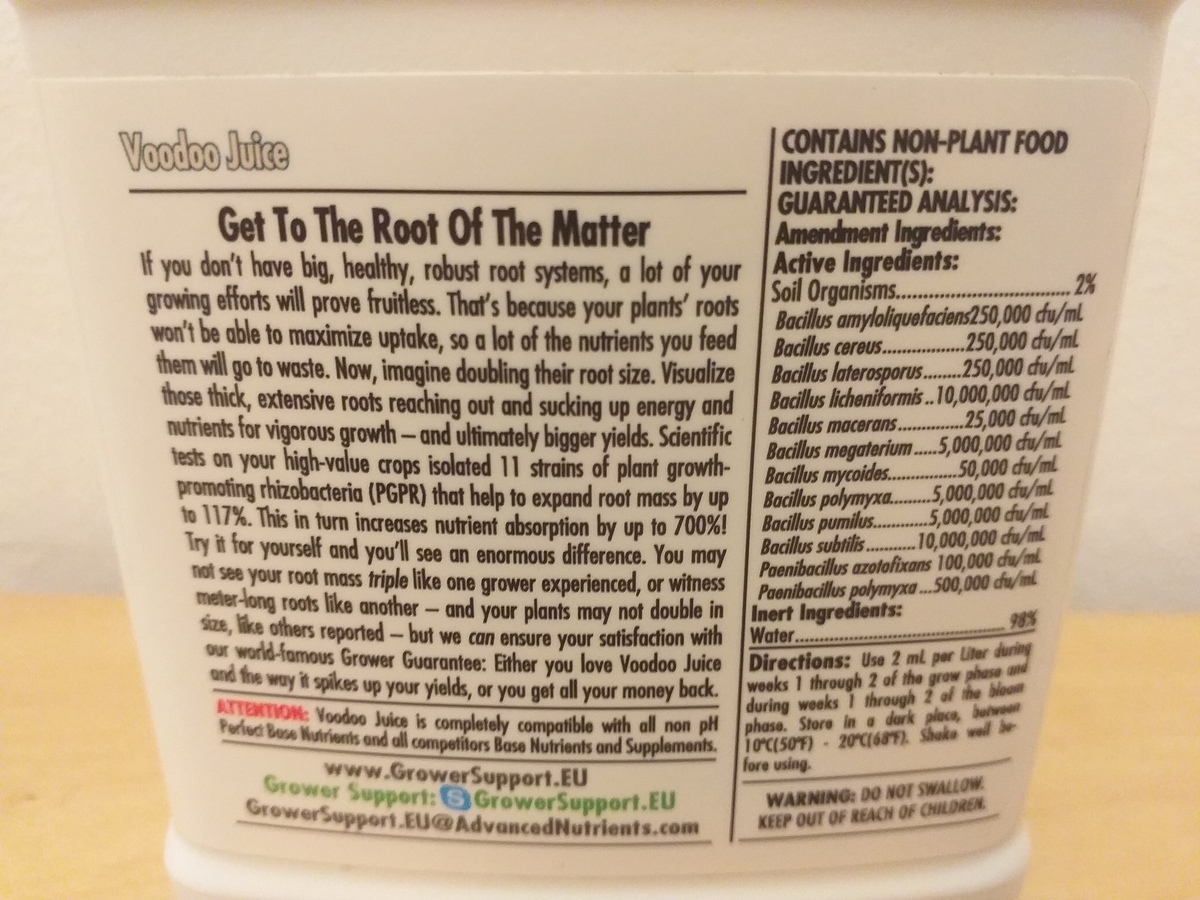 Voodoo Juice
Get To The Root Of The Matter
If you don't have big, healthy, robust root systems, a lot of your
growing efforts will prove fruitless. That's because your plants' roots
won't be able to maximize uptake, so a lot of the nutrients you feed
them will go to waste. Now, imagine doubling their root size. Visualize
those thick, extensive roots reaching out and sucking up energy and
nutrients for vigorous growth – and ultimately bigger yields. Scientific
tests on your high-value crops isolated 11 strains of plant growth-
promoting rhizobacteria (PGPR) that help to expand root mass by up
to 117%. This in turn increases nutrient absorption by up to 700%!
Try it for yourself and you'll see an enormous difference. You may
not see your root mass triple like one grower experienced, or witness
meter-long roots like another – and your plants may not double in
size, like others reported – but we can ensure your satisfaction with
our world-famous Grower Guarantee: Either you love Voodoo Juice
and the way it spikes up your yields, or you get all your money back.
ATTENTION: Voodoo Juice is completely compatible with all non pH
Perfect Base Nutrients and all competitors Base Nutrients and Supplements.
www.GrowerSupport.EU
Grower Support: S GrowerSupport.EU
GrowerSupport.EU@AdvancedNutrients.com
CONTAINS NON-PLANT FOOD
INGREDIENT(S):
GUARANTEED ANALYSIS:
Amendment Ingredients:
Active Ingredients:
Soil Organisms.................................. 2%
Bacillus amyloliquefaciens250,000 cfu/mL
Bacillus cereus.................250,000 cfu/mL
Bacillus laterosporus........250,000 cfu/mL
Bacillus licheniformis..10,000,000 cfu/mL
Bacillus macerans..............25,000 cfu/mL
Bacillus megaterium.....5,000,000 cfu/mL
Bacillus mycoides...............50,000 cfu/mL
Bacillus polymyxa.........5,000,000 cfu/mL
Bacillus pumilus............5,000,000 cfu/mL
Bacillus subtilis...........10,000,000 cfu/mL
Paenibacillus azotofixans 100,000 cfu/mL
Paenibacillus polymyxa ...500,000 cfu/mL
Inert Ingredients:
Water............................................. 98%
Directions: Use 2 mL per Liter during
weeks 1 through 2 of the grow phase and
during weeks 1 through 2 of the bloom
phase. Store in a dark place, between
10°C(50°F) - 20°C(68°F). Shake well be-
fore using.
WARNING: DO NOT SWALLOW.
KEEP OUT OF REACH OF CHILDREN.